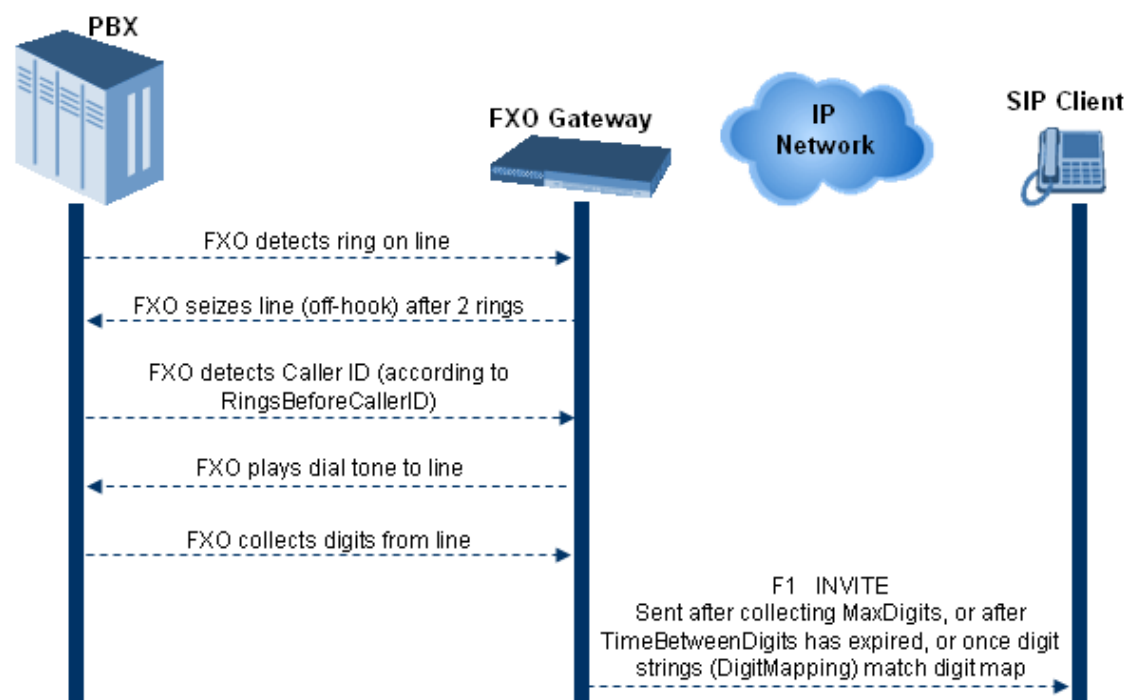 PBX
FXO Gateway
IP
Network
SIP Client
FXO detects ring on line
FXO seizes line (off-hook) after 2 rings
FXO detects Caller ID (according to
RingsBeforeCallerID)
FXO plays dial tone to line
FXO collects digits from line
F1 INVITE
Sent after collecting MaxDigits, or after
TimeBetweenDigits has expired, or once digit
strings (DigitMapping) match digit map